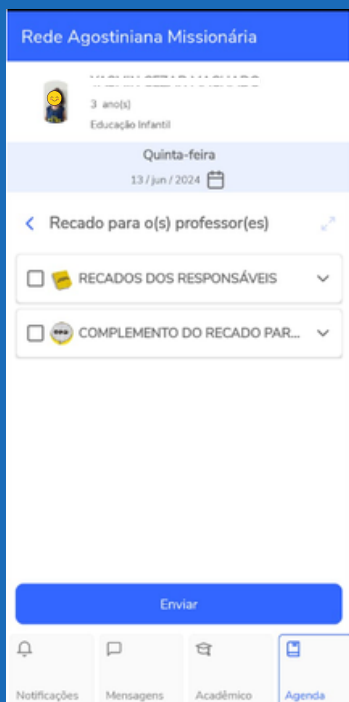 Rede Agostiniana Missionária
3 ano(s)
Educação Infantil
Quinta-feira
13 / jun / 2024
Recado para o(s) professor(es)
RECADOS DOS RESPONSÁVEIS
COMPLEMENTO DO RECADO PAR...
Enviar
Notificações
Mensagens
Acadêmico
Agenda